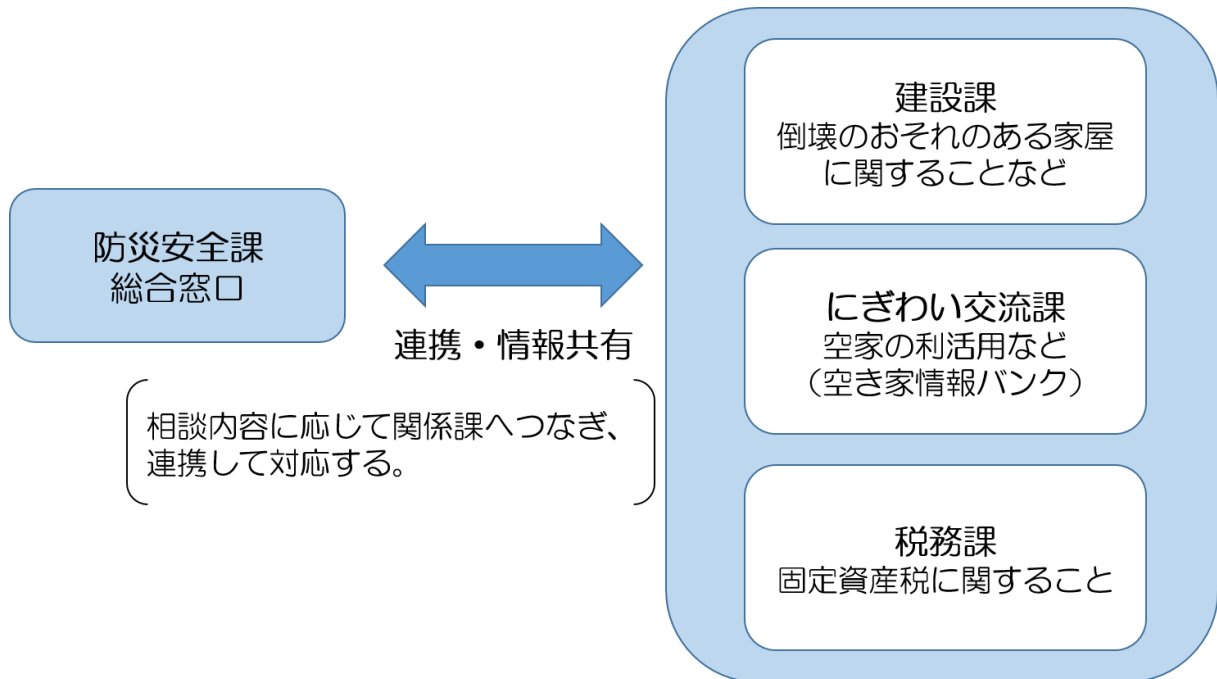 防災安全課
総合窓口
連携・情報共有
相談内容に応じて関係課へつなぎ、
連携して対応する。
建設課
倒壊のおそれのある家屋
に関することなど
にぎわい交流課
空家の利活用など
（空き家情報バンク）
税務課
固定資産税に関すること